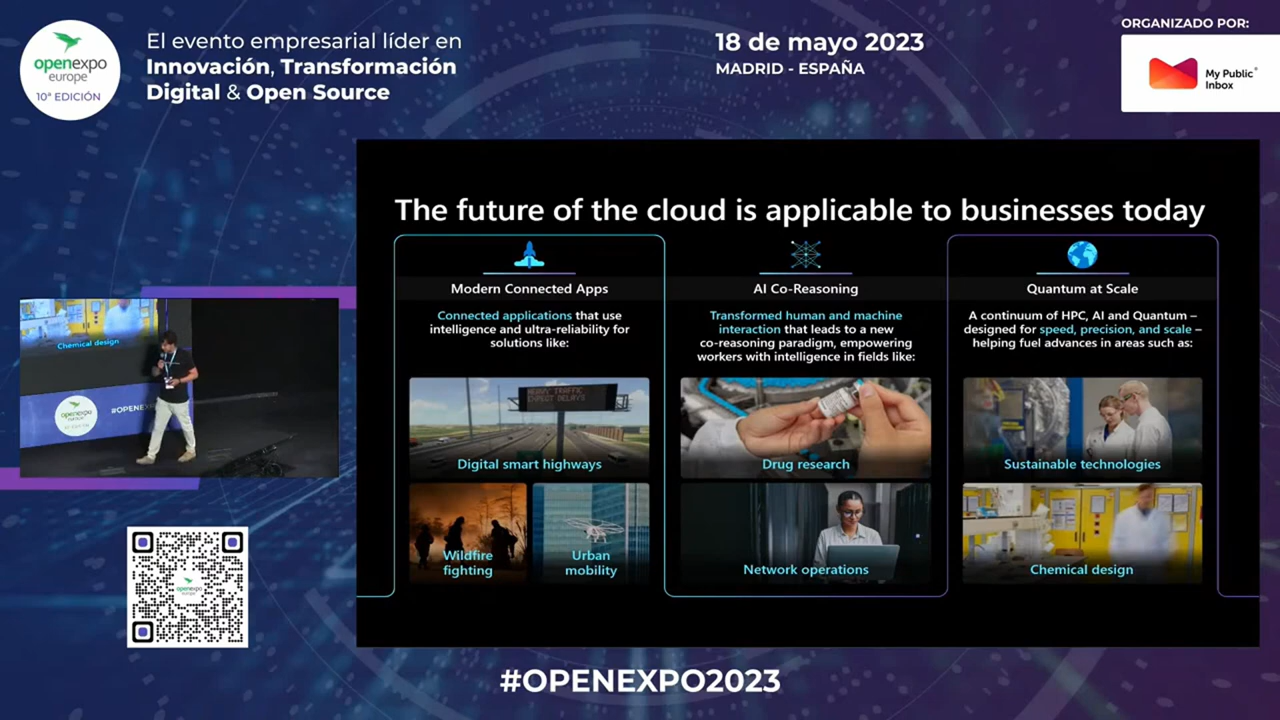 openexpo
europe
10ª EDICIÓN
El evento empresarial líder en
Innovación, Transformación
Digital & Open Source
18 de mayo 2023
MADRID - ESPAÑA
ORGANIZADO POR:
My Public
Inbox
The future of the cloud is applicable to businesses today
Modern Connected Apps
Connected applications that use
intelligence and ultra-reliability for
solutions like:
HEAVY TRAFFIC
EXPECT DELAYS
Digital smart highways
Wildfire
fighting
Urban
mobility
AI Co-Reasoning
Transformed human and machine
interaction that leads to a new
co-reasoning paradigm, empowering
workers with intelligence in fields like:
Drug research
Network operations
Quantum at Scale
A continuum of HPC, AI and Quantum –
designed for speed, precision, and scale –
helping fuel advances in areas such as:
Sustainable technologies
Chemical design
Chemical design
openexpo
#OPENEX
openexpo
europe
#OPENEXPO2023